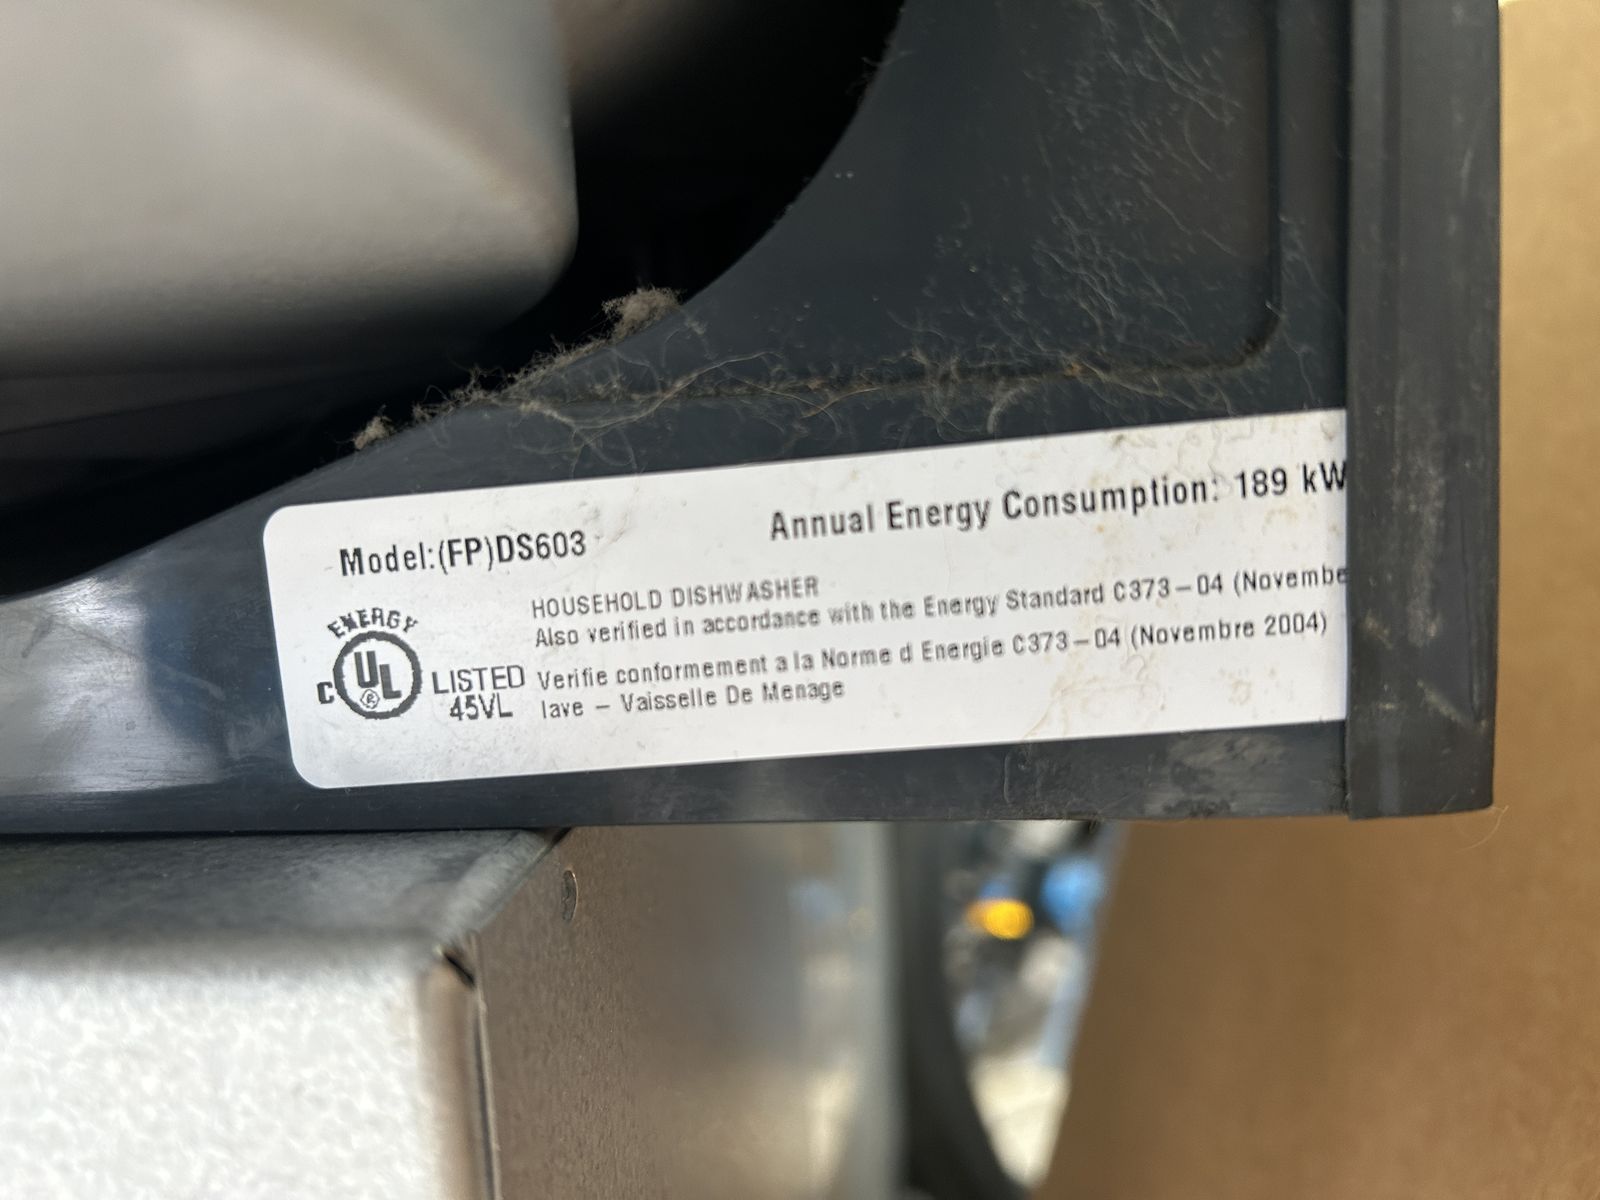 Model:(FP)DS603
Annual Energy Consumption: 189 kW
HOUSEHOLD DISHWASHER
Also verified in accordance with the Energy Standard C373-04 (Novembe
Verifie conformement a la Norme d Energie C373-04 (Novembre 2004)
lave - Vaisselle De Menage
ENERGY
C UL ® LISTED
45VL